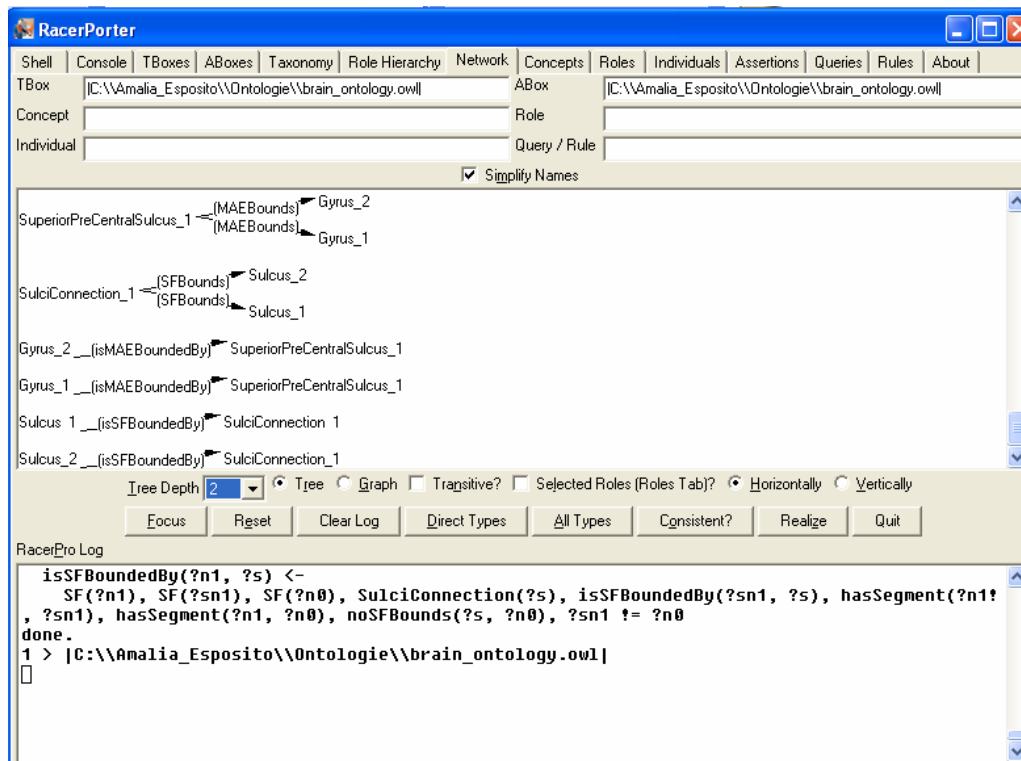 RacerPorter
Shell Console TBoxes ABoxes Taxonomy Role Hierarchy Network Concepts Roles Individuals Assertions Queries Rules About
TBox |C:\\Amalia_Esposito\\Ontologie\\brain_ontology.owl| ABox |C:\\Amalia_Esposito\\Ontologie\\brain_ontology.owl|
Concept Role
Individual Query / Rule
Simplify Names
SuperiorPreCentralSulcus_1 (MAEBounds) Gyrus_2
(MAEBounds) Gyrus_1
SulciConnection_1 (SFBounds) Sulcus_2
(SFBounds) Sulcus_1
Gyrus_2 __(isMAEBoundedBy) SuperiorPreCentralSulcus_1
Gyrus_1 __(isMAEBoundedBy) SuperiorPreCentralSulcus_1
Sulcus 1 __(isSFBoundedBy) SulciConnection 1
Sulcus_2 __(isSFBoundedBy) SulciConnection_1
Tree Depth 2 Tree Graph Transitive? Selected Roles (Roles Tab)? Horizontally Vertically
Focus Reset Clear Log Direct Types All Types Consistent? Realize Quit
RacerPro Log
isSFBoundedBy(?n1, ?s) <-
SF(?n1), SF(?sn1), SF(?n0), SulciConnection(?s), isSFBoundedBy(?sn1, ?s), hasSegment(?n1!
, ?sn1), hasSegment(?n1, ?n0), noSFBounds(?s, ?n0), ?sn1 != ?n0
done.
1 > |C:\\Amalia_Esposito\\Ontologie\\brain_ontology.owl|